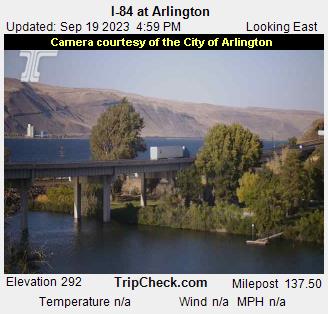 I-84 at Arlington
Updated: Sep 19 2023 4:59 PM Looking East
Camera courtesy of the City of Arlington
Elevation 292 TripCheck.com Milepost 137.50
Temperature n/a Wind n/a MPH n/a